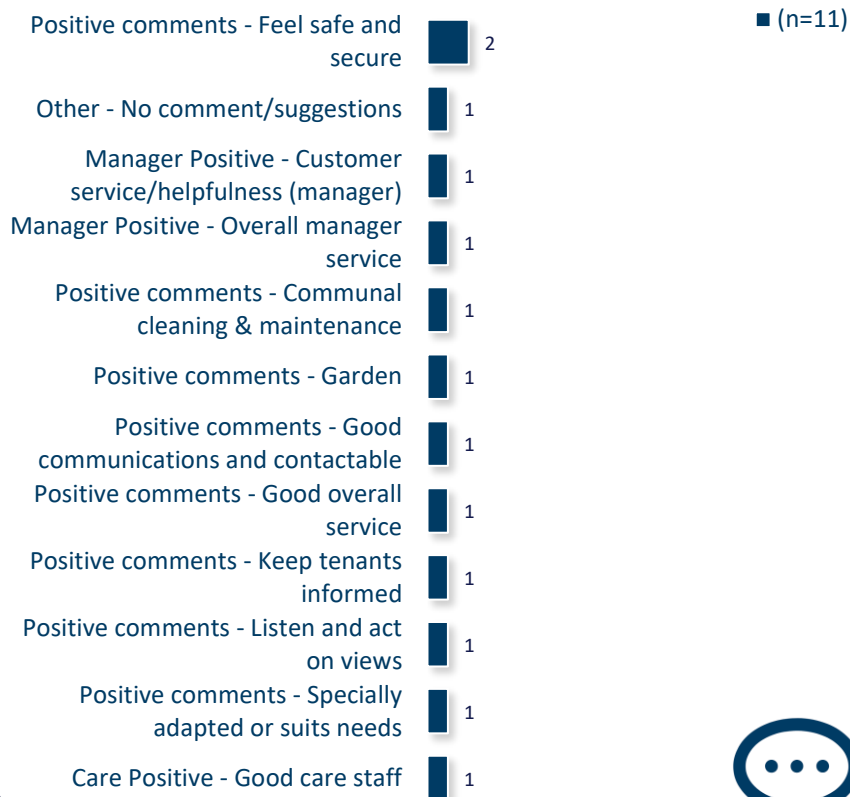 Positive comments - Feel safe and
secure
2
(n=11)
Other - No comment/suggestions
1
Manager Positive - Customer
service/helpfulness (manager)
1
Manager Positive - Overall manager
service
1
Positive comments - Communal
cleaning & maintenance
1
Positive comments - Garden
1
Positive comments - Good
communications and contactable
1
Positive comments - Good overall
service
1
Positive comments - Keep tenants
informed
1
Positive comments - Listen and act
on views
1
Positive comments - Specially
adapted or suits needs
1
Care Positive - Good care staff
1